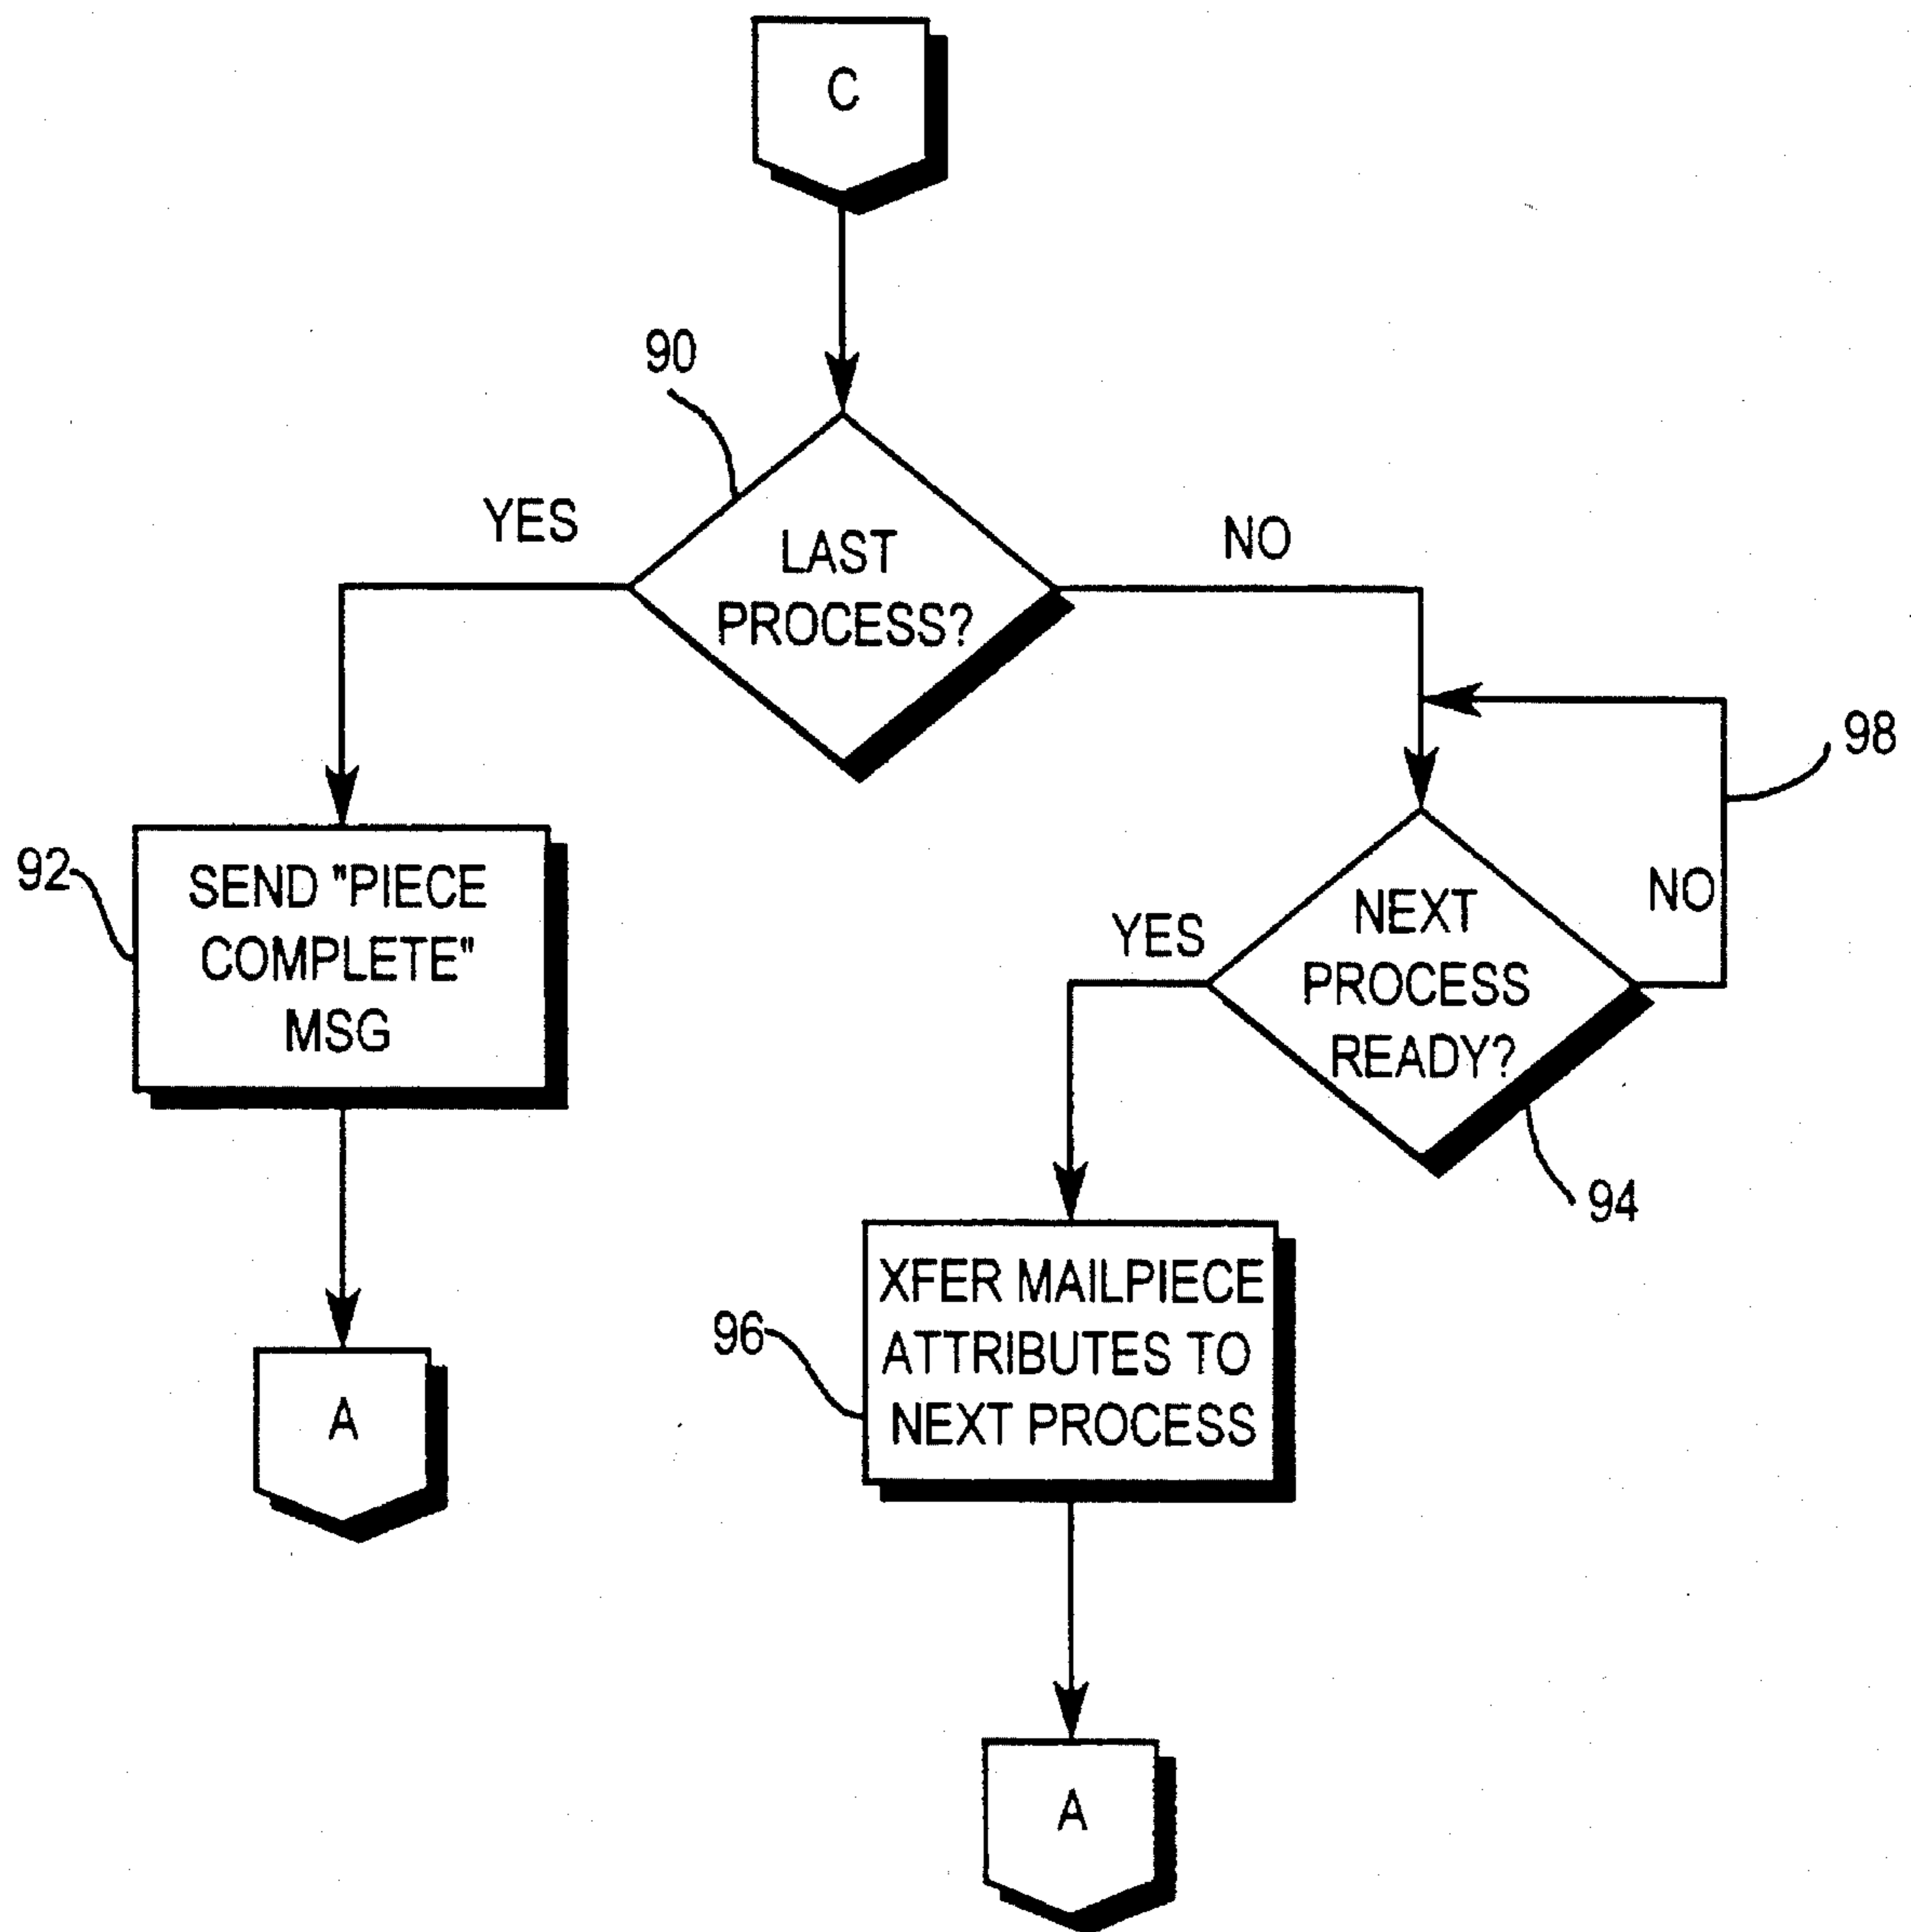 C
90
YES
NO
LAST
PROCESS?
98
92
SEND "PIECE
COMPLETE"
MSG
NO
YES
NEXT
PROCESS
READY?
94
96
XFER MAILPIECE
ATTRIBUTES TO
NEXT PROCESS
A
A